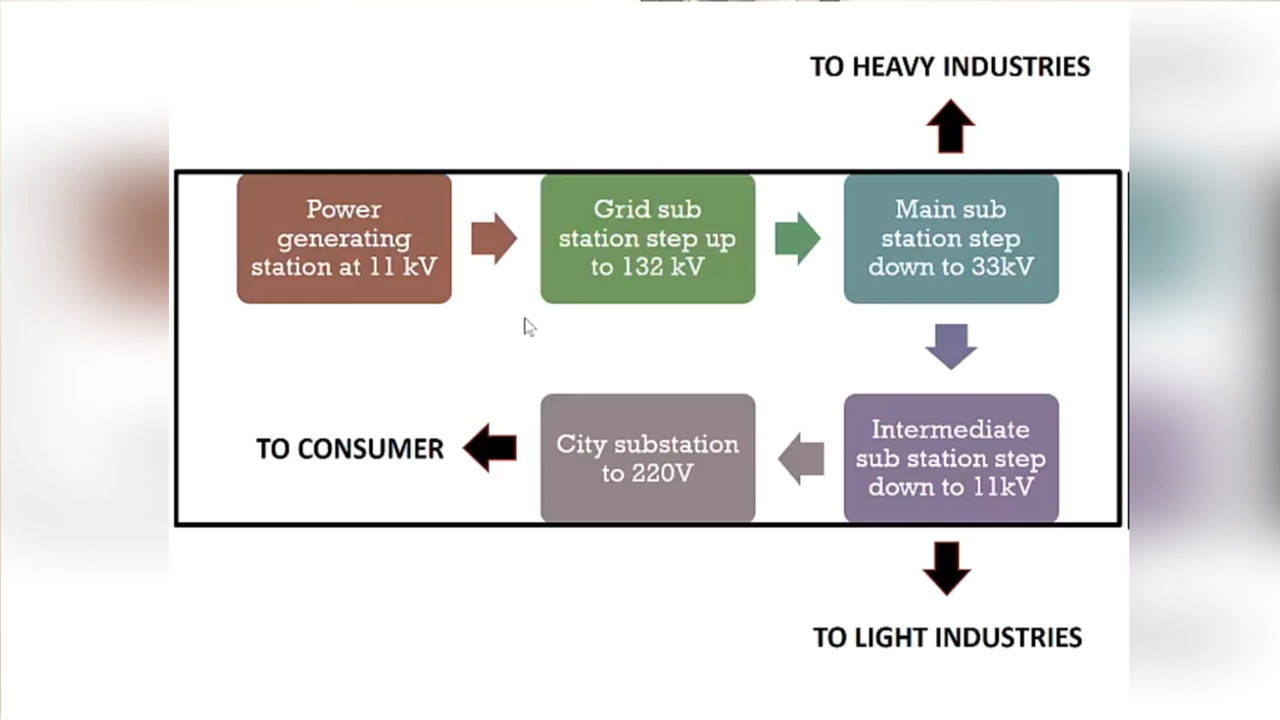 TO HEAVY INDUSTRIES
Power
generating
station at 11 kV
Grid sub
station step up
to 132 kV
Main sub
station step
down to 33kV
TO CONSUMER
City substation
to 220V
Intermediate
sub station step
down to 11kV
TO LIGHT INDUSTRIES